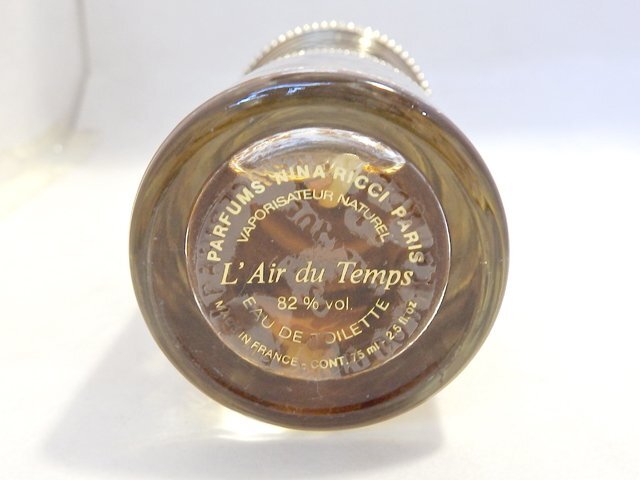 PARFUMS NINA RICCI PARIS
VAPORISATEUR NATUREL
L'Air du Temps
82 % vol.
EAU DE TOILETTE
MADE IN FRANCE - CONT. 75 ml - 2.5 fl.oz